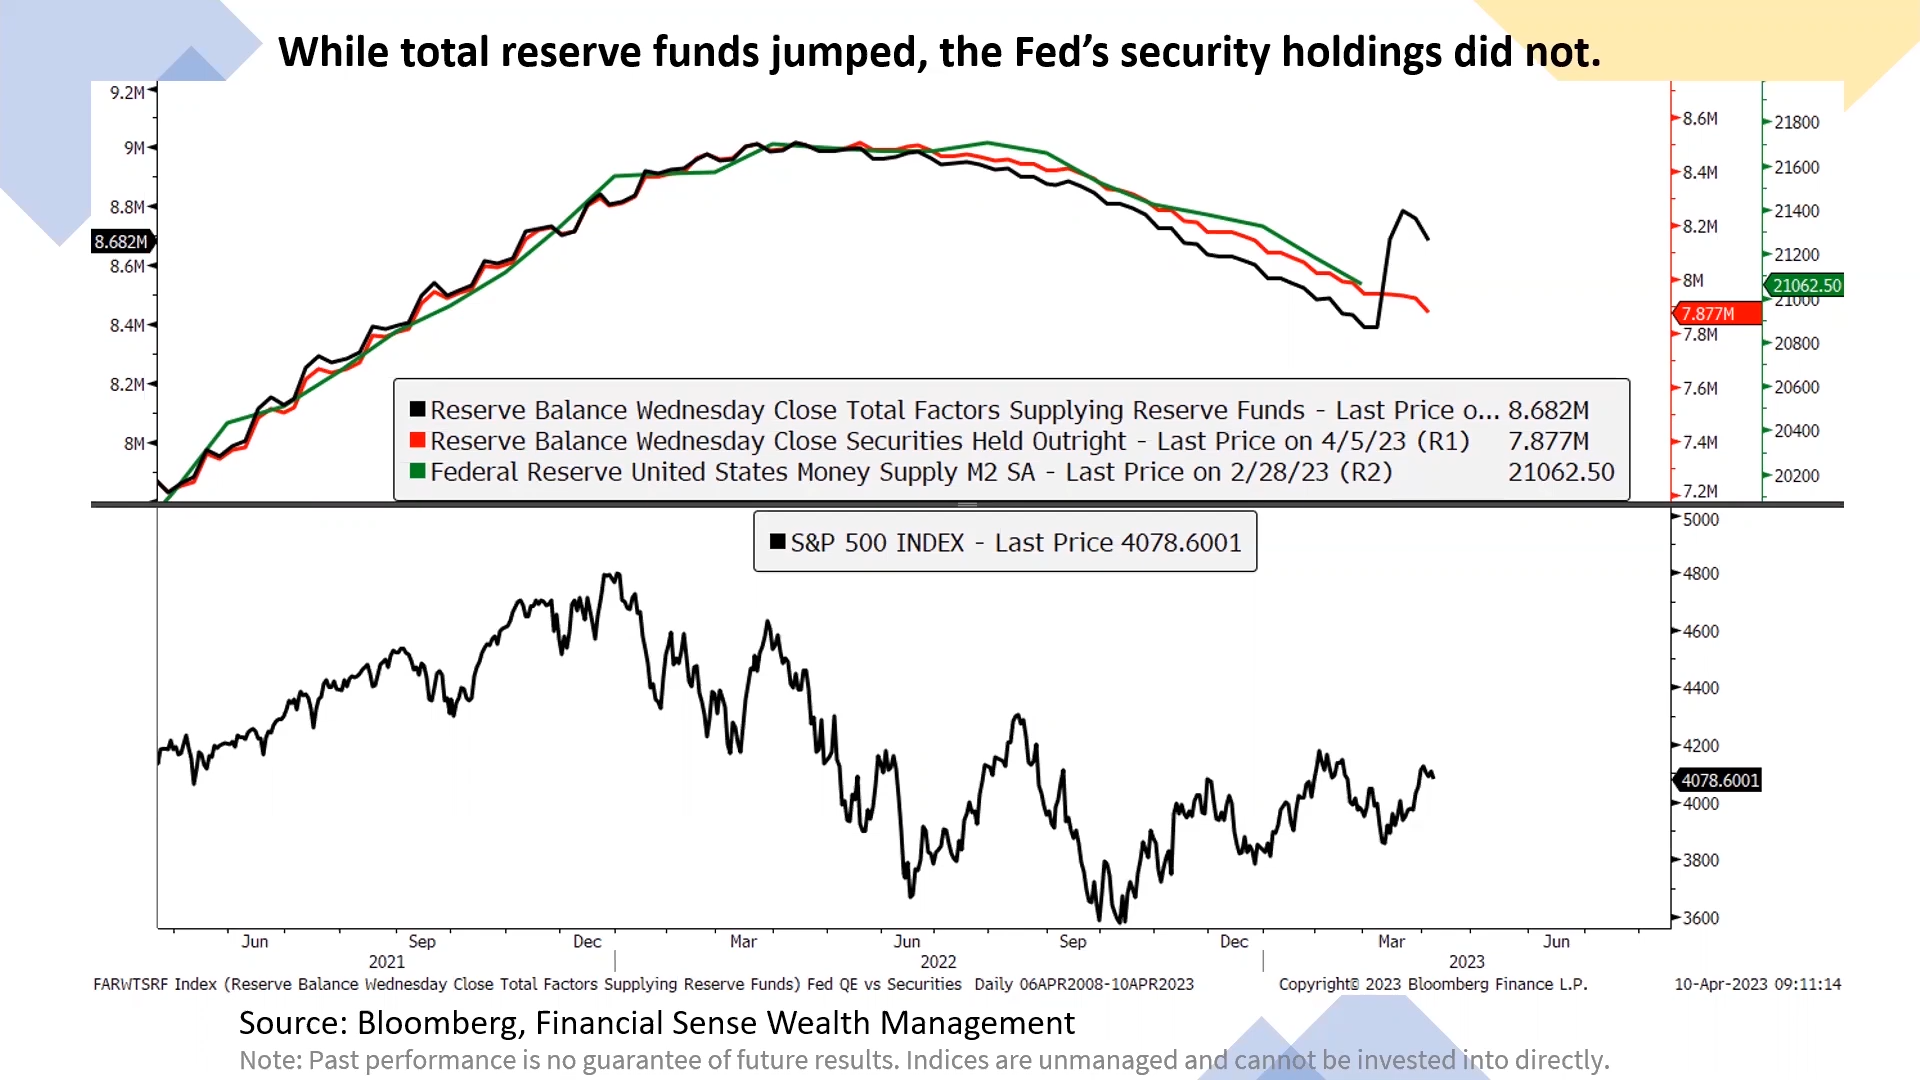 While total reserve funds jumped, the Fed’s security holdings did not.
9.2M
9M
8.8M
8.682M
8.6M
8.4M
8.2M
8M
8.6M
8.4M
8.2M
8M
7.877M
7.8M
7.6M
7.4M
7.2M
21800
21600
21400
21200
21062.50
21000
20800
20600
20400
20200
Reserve Balance Wednesday Close Total Factors Supplying Reserve Funds - Last Price o... 8.682M
Reserve Balance Wednesday Close Securities Held Outright - Last Price on 4/5/23 (R1) 7.877M
Federal Reserve United States Money Supply M2 SA - Last Price on 2/28/23 (R2) 21062.50
S&P 500 INDEX - Last Price 4078.6001
5000
4800
4600
4400
4200
4078.6001
4000
3800
3600
Jun Sep Dec Mar Jun Sep Dec Mar Jun
2021 2022 2023
FARWTSRF Index (Reserve Balance Wednesday Close Total Factors Supplying Reserve Funds) Fed QE vs Securities Daily 06APR2008-10APR2023 Copyright© 2023 Bloomberg Finance L.P. 10-Apr-2023 09:11:14
Source: Bloomberg, Financial Sense Wealth Management
Note: Past performance is no guarantee of future results. Indices are unmanaged and cannot be invested into directly.